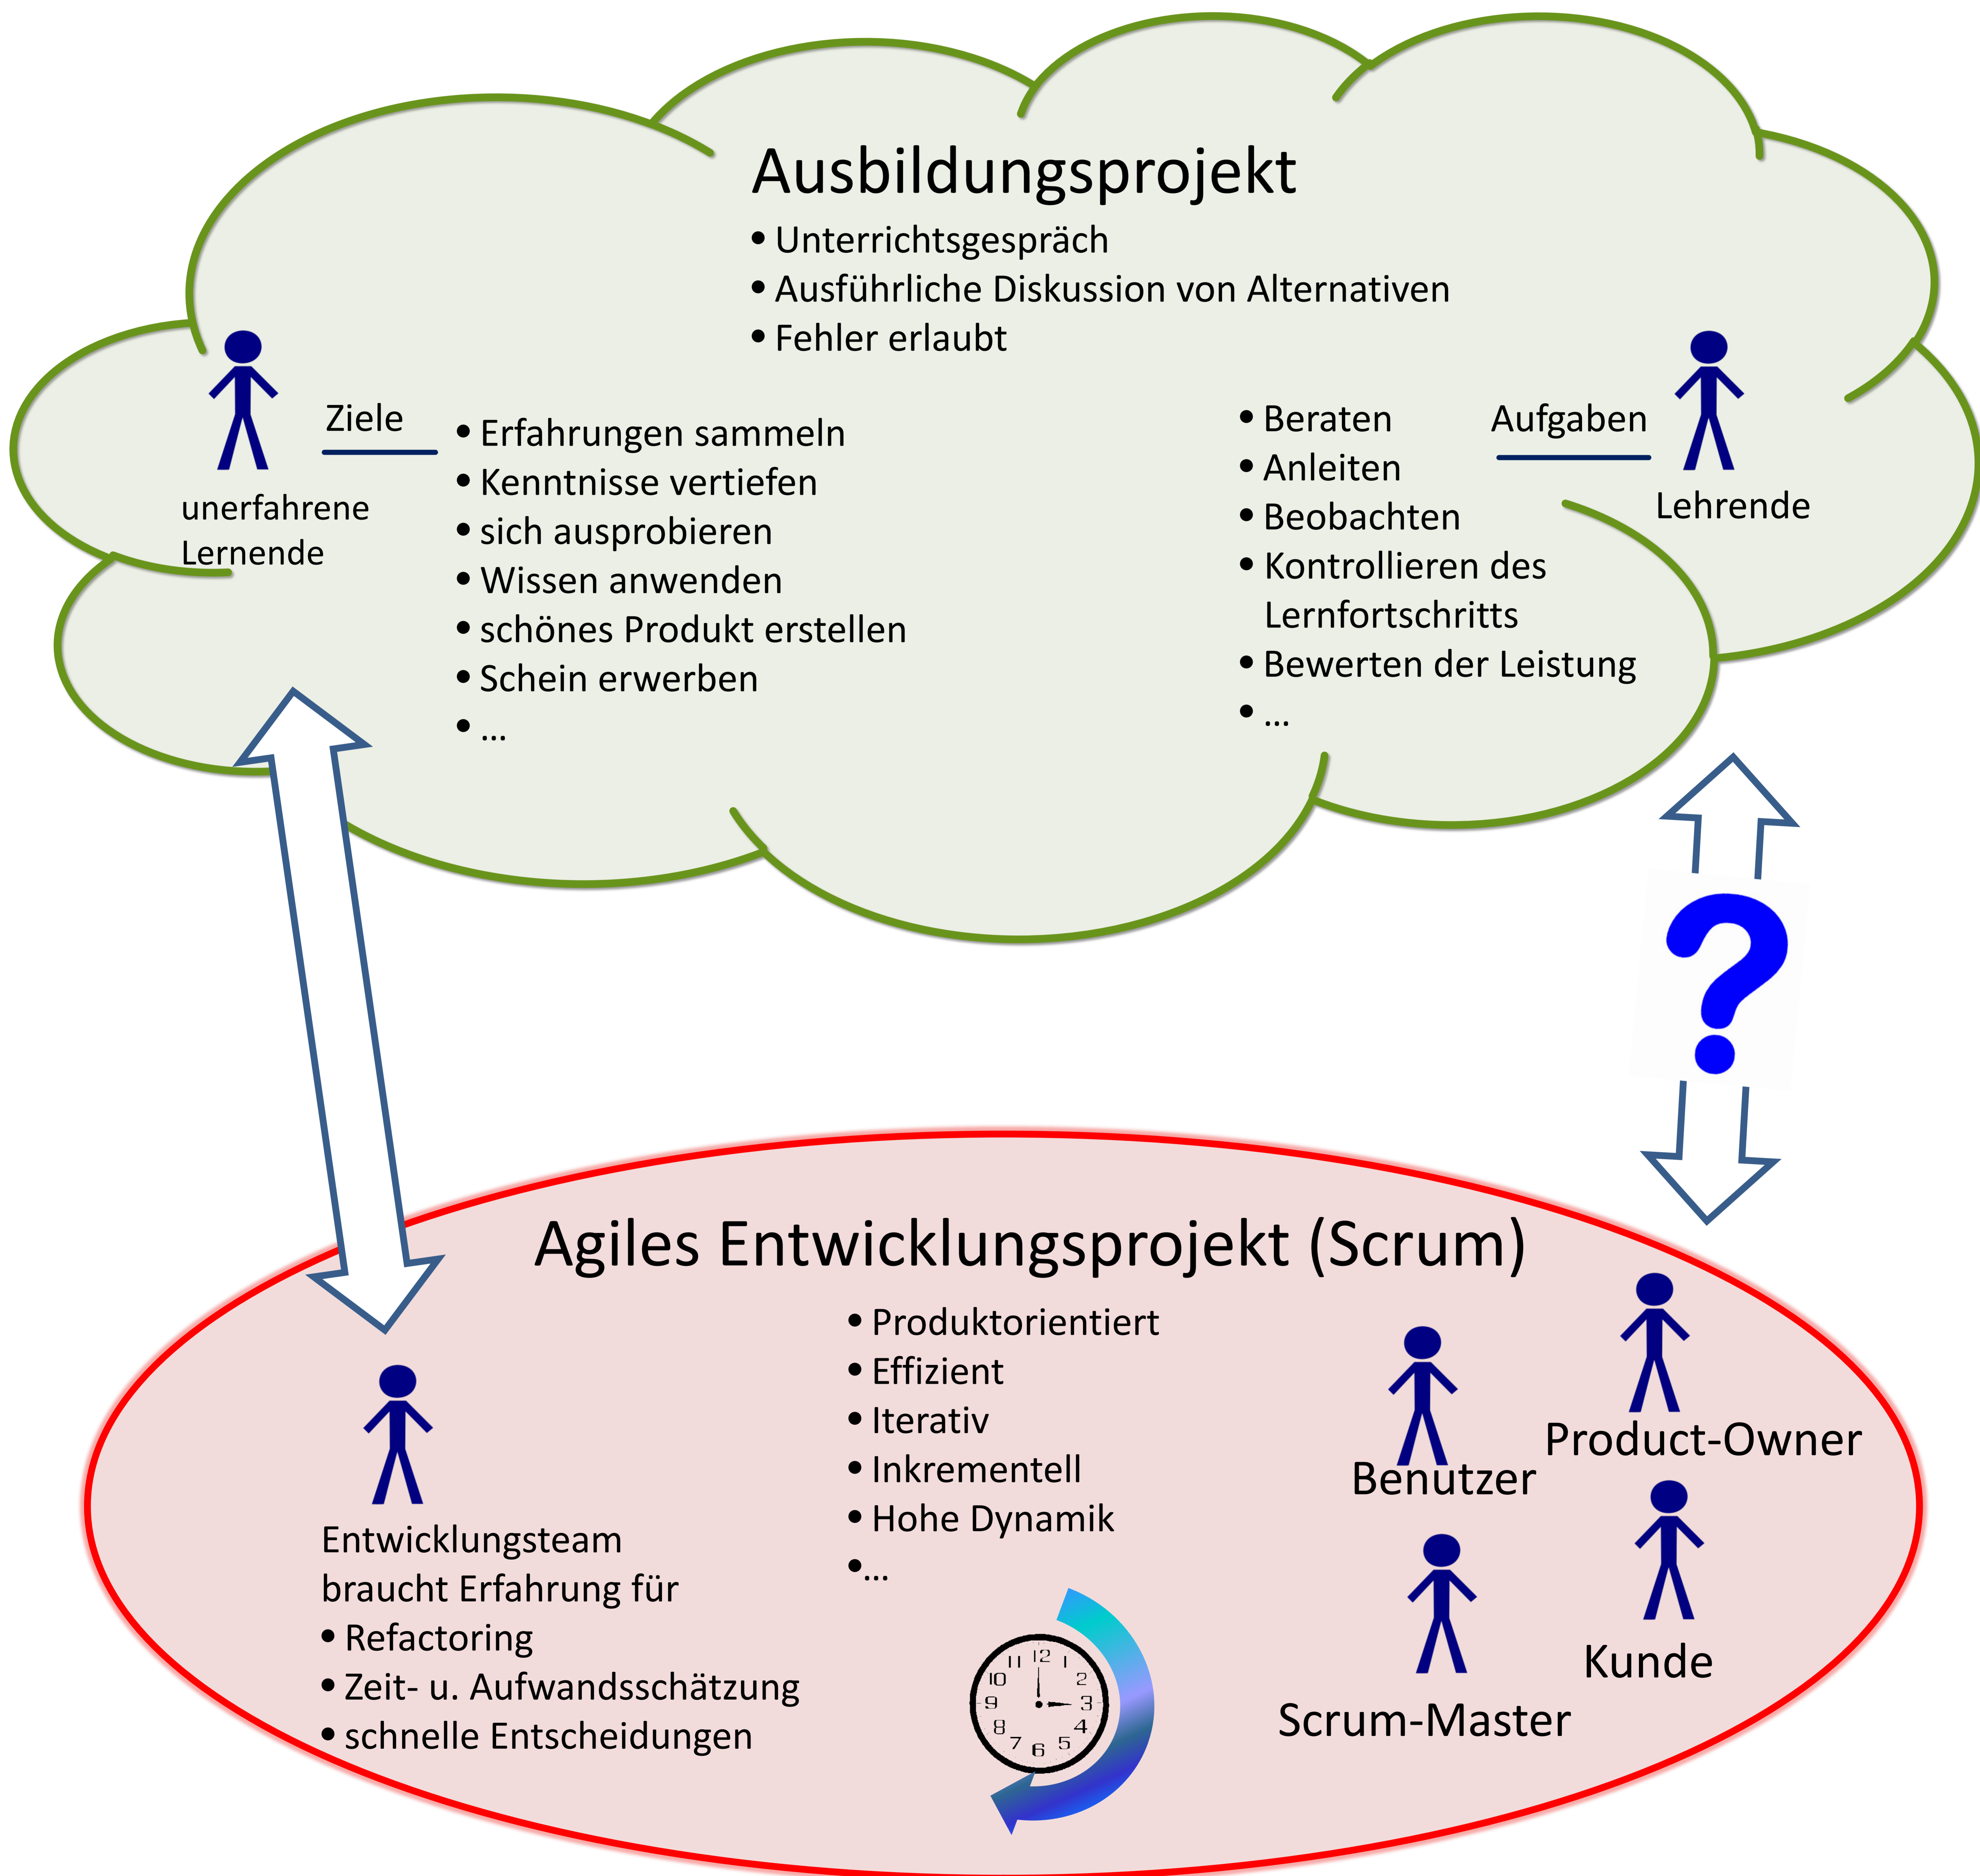 Ausbildungsprojekt
• Unterrichtsgespräch
• Ausführliche Diskussion von Alternativen
• Fehler erlaubt
unerfahrene
Lernende
Ziele
• Erfahrungen sammeln
• Kenntnisse vertiefen
• sich ausprobieren
• Wissen anwenden
• schönes Produkt erstellen
• Schein erwerben
• ...
• Beraten
• Anleiten
• Beobachten
• Kontrollieren des
Lernfortschritts
• Bewerten der Leistung
• ...
Aufgaben
Lehrende
?
Agiles Entwicklungsprojekt (Scrum)
Entwicklungsteam
braucht Erfahrung für
• Refactoring
• Zeit- u. Aufwandsschätzung
• schnelle Entscheidungen
• Produktorientiert
• Effizient
• Iterativ
• Inkrementell
• Hohe Dynamik
•...
12
1
2
3
4
5
6
7
8
9
10
11
Benutzer
Product-Owner
Scrum-Master
Kunde